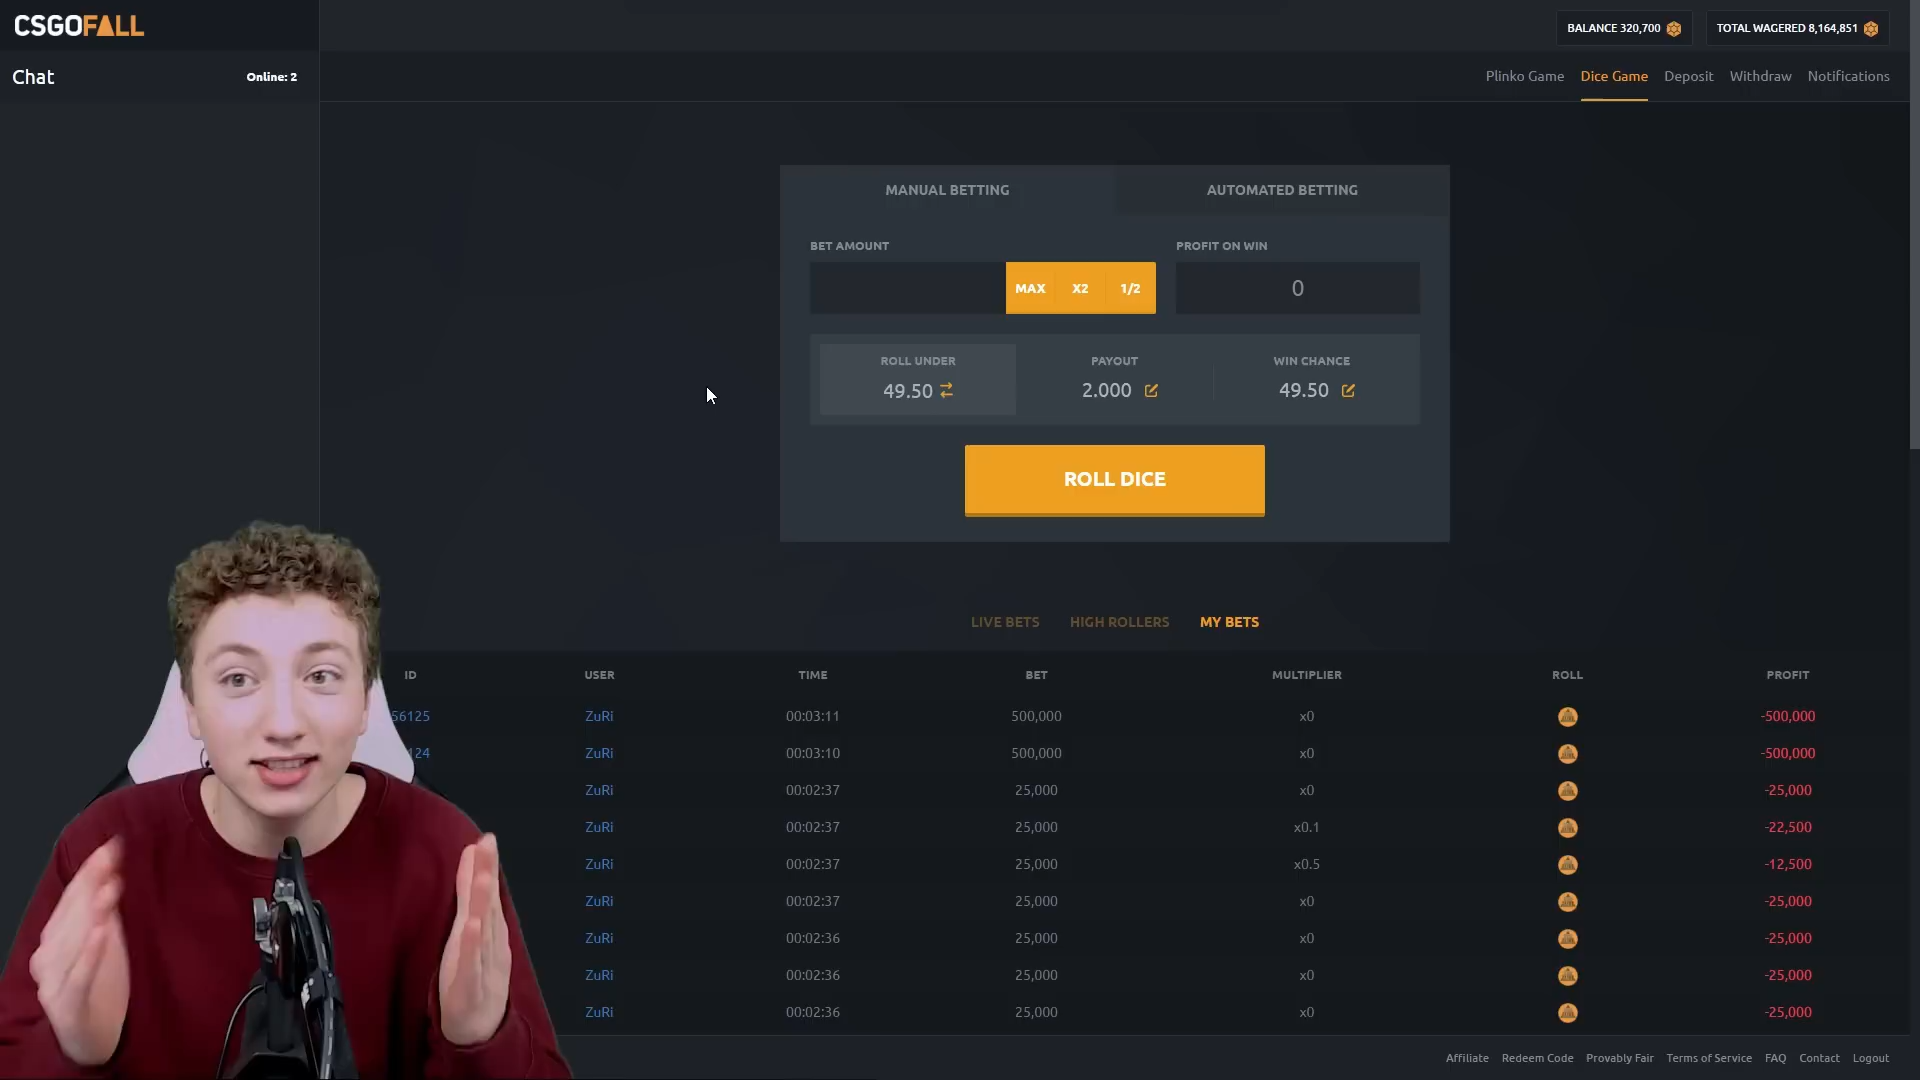 CSGOFALL
BALANCE 320,700
TOTAL WAGERED 8,164,851
Chat
Online: 2
Plinko Game
Dice Game
Deposit
Withdraw
Notifications
MANUAL BETTING
AUTOMATED BETTING
BET AMOUNT
PROFIT ON WIN
MAX
X2
1/2
0
ROLL UNDER
PAYOUT
WIN CHANCE
49.50
2.000
49.50
ROLL DICE
LIVE BETS
HIGH ROLLERS
MY BETS
ID USER TIME BET MULTIPLIER ROLL PROFIT
56125 ZuRi 00:03:11 500,000 x0 -500,000
124 ZuRi 00:03:10 500,000 x0 -500,000
ZuRi 00:02:37 25,000 x0 -25,000
ZuRi 00:02:37 25,000 x0.1 -22,500
ZuRi 00:02:37 25,000 x0.5 -12,500
ZuRi 00:02:37 25,000 x0 -25,000
ZuRi 00:02:36 25,000 x0 -25,000
ZuRi 00:02:36 25,000 x0 -25,000
ZuRi 00:02:36 25,000 x0 -25,000
Affiliate Redeem Code Provably Fair Terms of Service FAQ Contact Logout